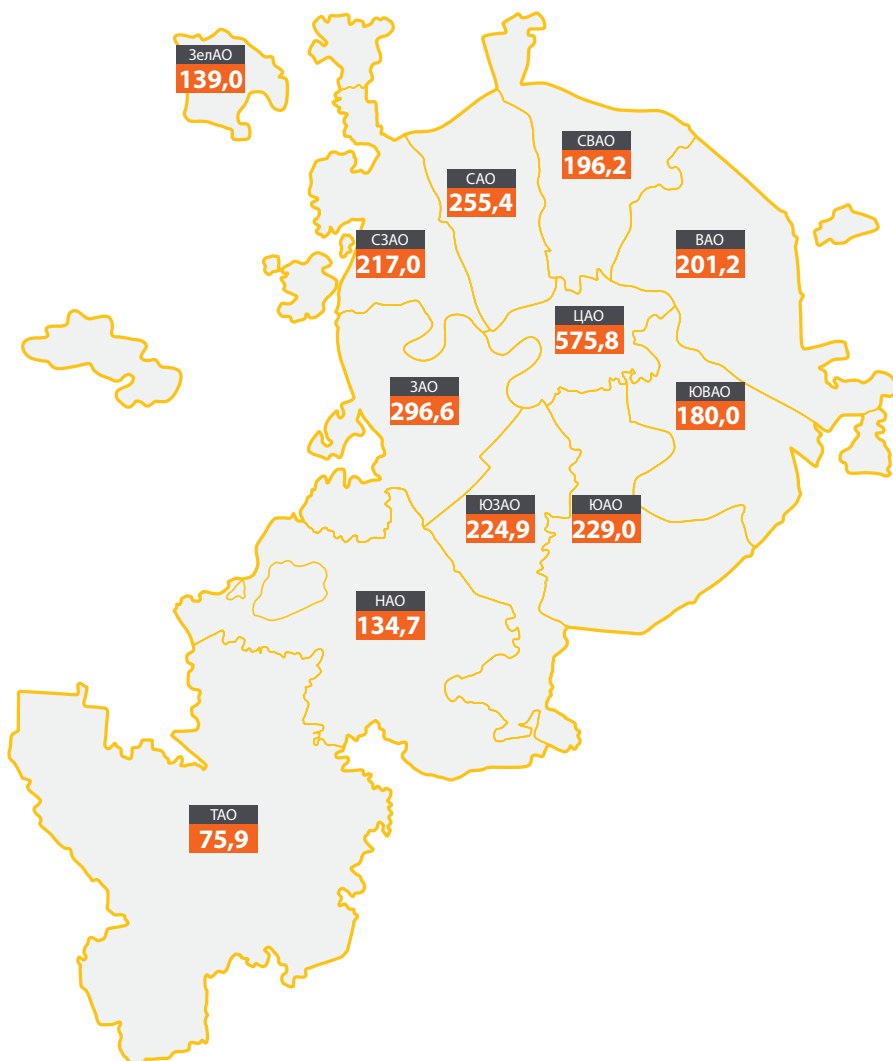 ЗелАО
139,0
СВАО
196,2
САО
255,4
СЗАО
217,0
ВАО
201,2
ЦАО
575,8
ЗАО
296,6
ЮВАО
180,0
ЮЗАО
224,9
ЮАО
229,0
НАО
134,7
ТАО
75,9